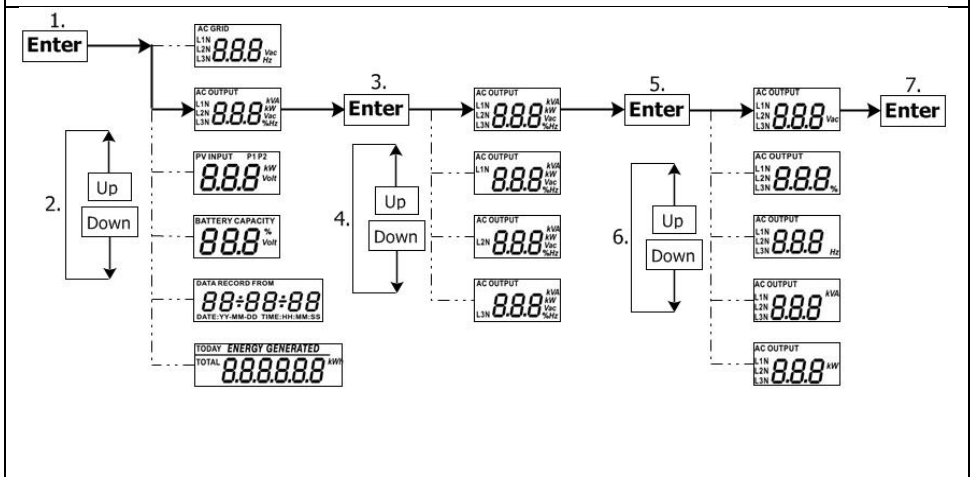 1.
Enter
AC GRID
L1N
L2N 8.8.8 Vac
L3N Hz
AC OUTPUT
kVA
L1N kW
L2N 8.8.8 Vac
L3N %Hz
3.
Enter
AC OUTPUT
kVA
L1N kW
L2N 8.8.8 Vac
L3N %Hz
5.
Enter
AC OUTPUT
L1N
L2N 8.8.8 Vac
L3N
7.
Enter
2.
Up
Down
PV INPUT P1 P2
8.8.8 kW
Volt
BATTERY CAPACITY
8.8.8 %
Volt
DATA RECORD FROM
88:88:88
DATE:YY-MM-DD TIME:HH:MM:SS
TODAY ENERGY GENERATED
TOTAL 8.8.8.8.8.8 kWh
4.
Up
Down
AC OUTPUT
kVA
L1N kW
8.8.8 Vac
%Hz
AC OUTPUT
kVA
kW
L2N 8.8.8 Vac
%Hz
AC OUTPUT
kVA
kW
8.8.8 Vac
L3N %Hz
6.
Up
Down
AC OUTPUT
L1N
L2N 8.8.8
L3N %
AC OUTPUT
L1N
L2N 8.8.8
L3N Hz
AC OUTPUT
L1N kVA
L2N 8.8.8
L3N
AC OUTPUT
L1N
L2N 8.8.8 kW
L3N